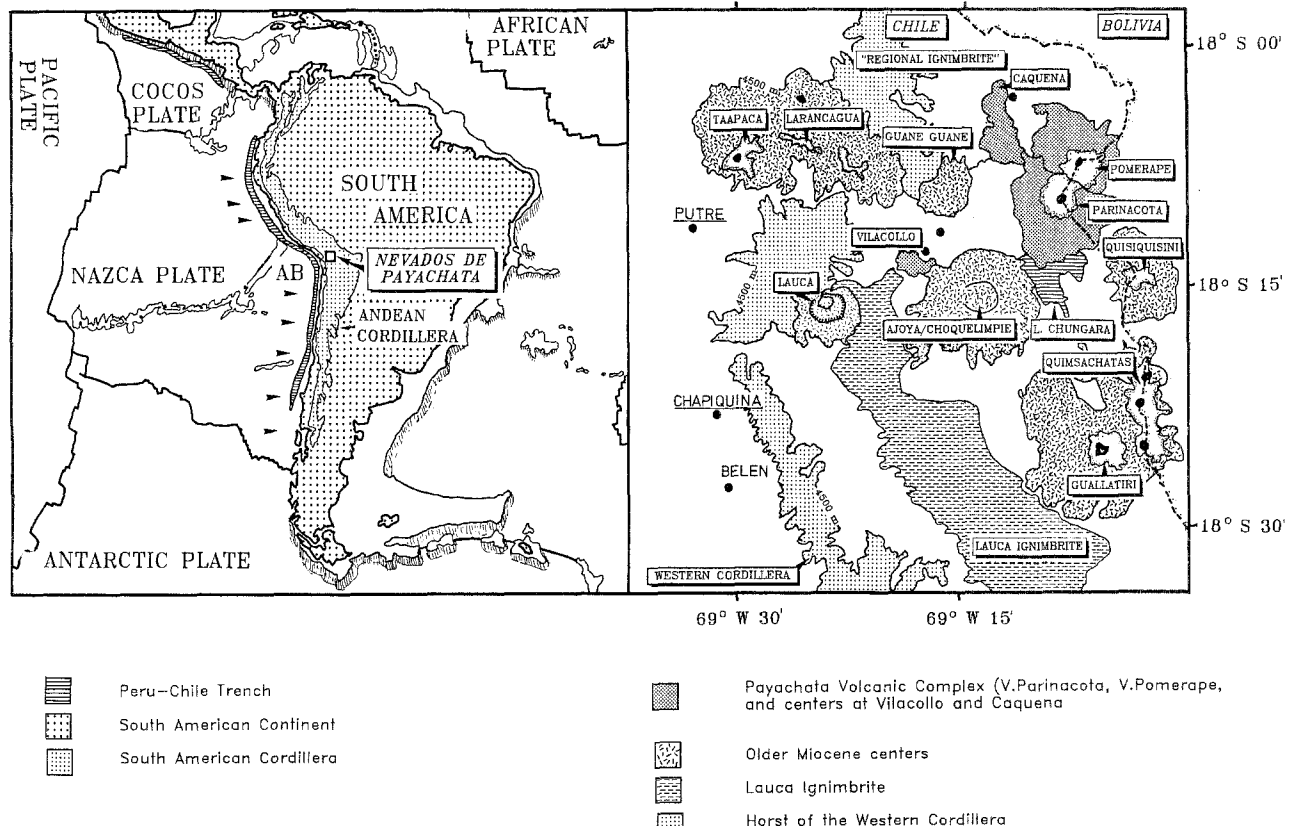 AFRICAN
PLATE
PACIFIC
PLATE
COCOS
PLATE
SOUTH
AMERICA
NAZCA PLATE
AB
NEVADOS DE
PAYACHATA
ANDEAN
CORDILLERA
ANTARCTIC PLATE
CHILE
BOLIVIA
18° S 00'
"REGIONAL IGNIMBRITE"
CAQUENA
4500 m
TAAPACA
LARANCAGUA
GUANE GUANE
POMERAPE
PARINACOTA
PUTRE
VILACOLLO
QUISIQUISINI
4500 m
LAUCA
18° S 15'
AJOYA/CHOQUELIMPIE
L. CHUNGARA
QUIMSACHATAS
CHAPIQUINA
BELEN
4500 m
GUALLATIRI
18° S 30'
LAUCA IGNIMBRITE
WESTERN CORDILLERA
69° W 30'
69° W 15'
Peru-Chile Trench
South American Continent
South American Cordillera
Payachata Volcanic Complex (V.Parinacota, V.Pomerape,
and centers at Vilacollo and Caquena
Older Miocene centers
Lauca Ignimbrite
Horst of the Western Cordillera